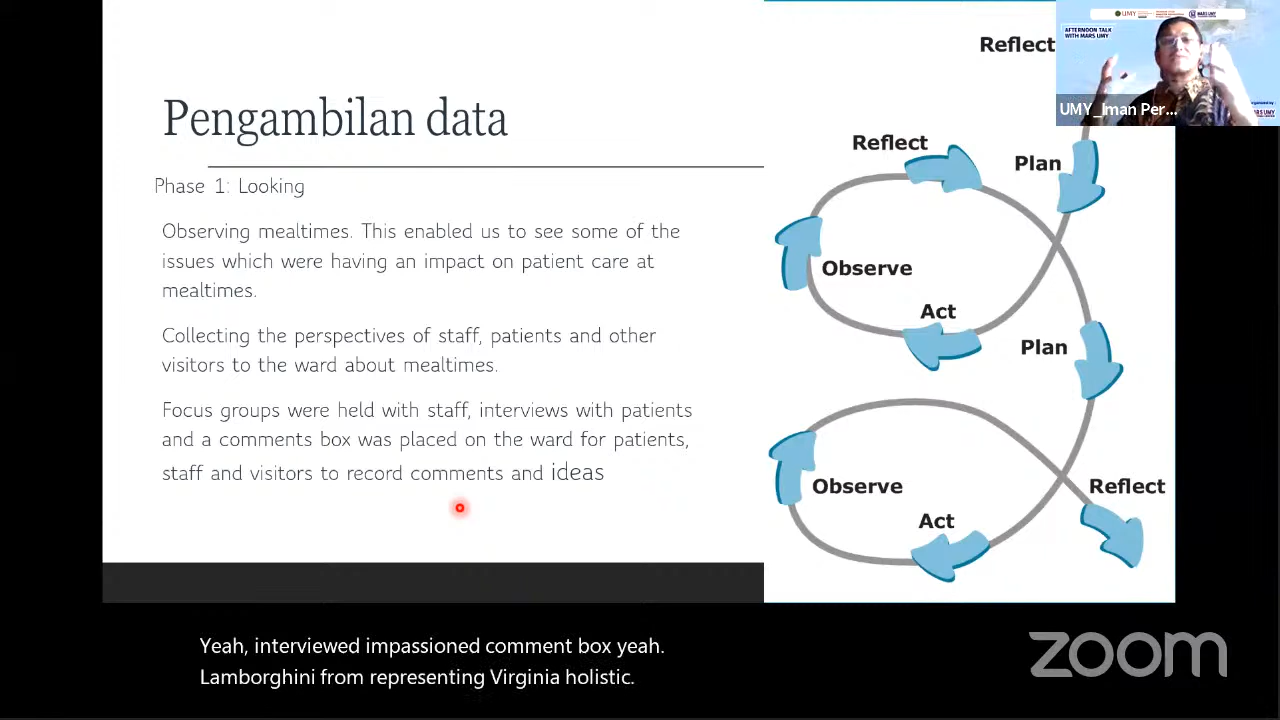 Pengambilan data
Phase 1: Looking
Observing mealtimes. This enabled us to see some of the
issues which were having an impact on patient care at
mealtimes.
Collecting the perspectives of staff, patients and other
visitors to the ward about mealtimes.
Focus groups were held with staff, interviews with patients
and a comments box was placed on the ward for patients,
staff and visitors to record comments and ideas
Reflect
Reflect
Plan
Observe
Act
Plan
Observe
Reflect
Act
UMY
MARS UMY
AFTERNOON TALK
WITH MARS UMY
UMY_Iman Per...
Yeah, interviewed impassioned comment box yeah.
Lamborghini from representing Virginia holistic.
zoom